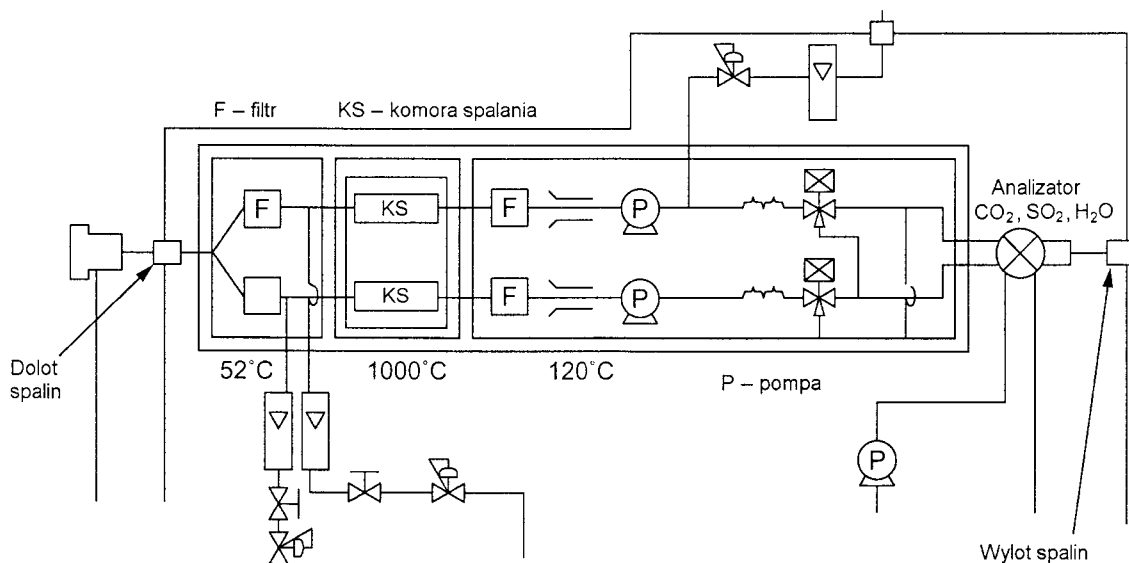 F – filtr
KS – komora spalania
F
KS
F
P
Analizator
CO₂, SO₂, H₂O
KS
F
P
Dolot
spalin
52°C
1000°C
120°C
P – pompa
P
Wylot spalin